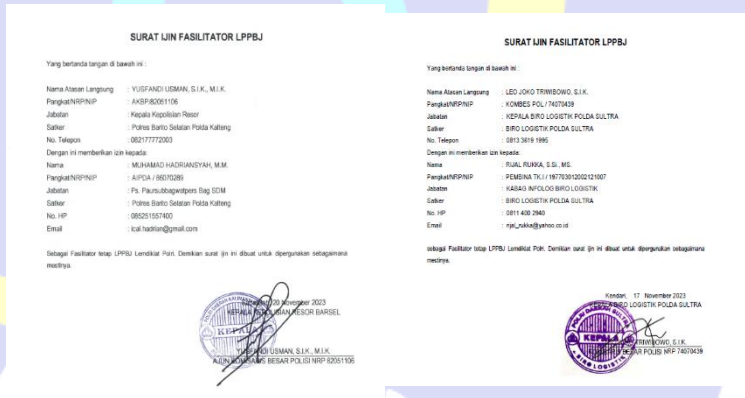 SURAT IJIN FASILITATOR LPPBJ
Yang bertanda tangan di bawah ini :
Nama Atasan Langsung : YUSFANDI USMAN, S.I.K., M.I.K.
Pangkat/NRP/NIP : AKBP/82051106
Jabatan : Kepala Kepolisian Resor
Satker : Polres Barito Selatan Polda Kalteng
No. Telepon : 082177772003
Dengan ini memberikan izin kepada:
Nama : MUHAMAD HADRIANSYAH, M.M.
Pangkat/NRP/NIP : AIPDA / 86070289
Jabatan : Ps. Paursubbagwatpers Bag SDM
Satker : Polres Barito Selatan Polda Kalteng
No. HP : 085251557400
Email : ical.hadrian@gmail.com
Sebagai Fasilitator tetap LPPBJ Lemdiklat Polri. Demikian surat ijin ini dibuat untuk dipergunakan sebagaimana
mestinya.
20 November 2023
KEPALA KEPOLISIAN RESOR BARSEL
KEPALA
YUSFANDI USMAN, S.I.K., M.I.K.
BESAR POLISI NRP 82051106
SURAT IJIN FASILITATOR LPPBJ
Yang bertanda tangan di bawah ini :
Nama Atasan Langsung : LEO JOKO TRIWIBOWO, S.I.K.
Pangkat/NRP/NIP : KOMBES POL / 74070439
Jabatan : KEPALA BIRO LOGISTIK POLDA SULTRA
Satker : BIRO LOGISTIK POLDA SULTRA
No. Telepon : 0813 3619 1995
Dengan ini memberikan izin kepada:
Nama : RIJAL RUKKA, S.Si., MS.
Pangkat/NRP/NIP : PEMBINA TK.I / 197703012002121007
Jabatan : KABAG INFOLOG BIRO LOGISTIK
Satker : BIRO LOGISTIK POLDA SULTRA
No. HP : 0811 400 2940
Email : rijal_rukka@yahoo.co.id
sebagai Fasilitator tetap LPPBJ Lemdiklat Polri. Demikian surat ijin ini dibuat untuk dipergunakan sebagaimana
mestinya.
Kendari, 17 November 2023
KEPALA BIRO LOGISTIK POLDA SULTRA
KEPALA
TRIWIBOWO, S.I.K.
BESAR POLISI NRP 74070439